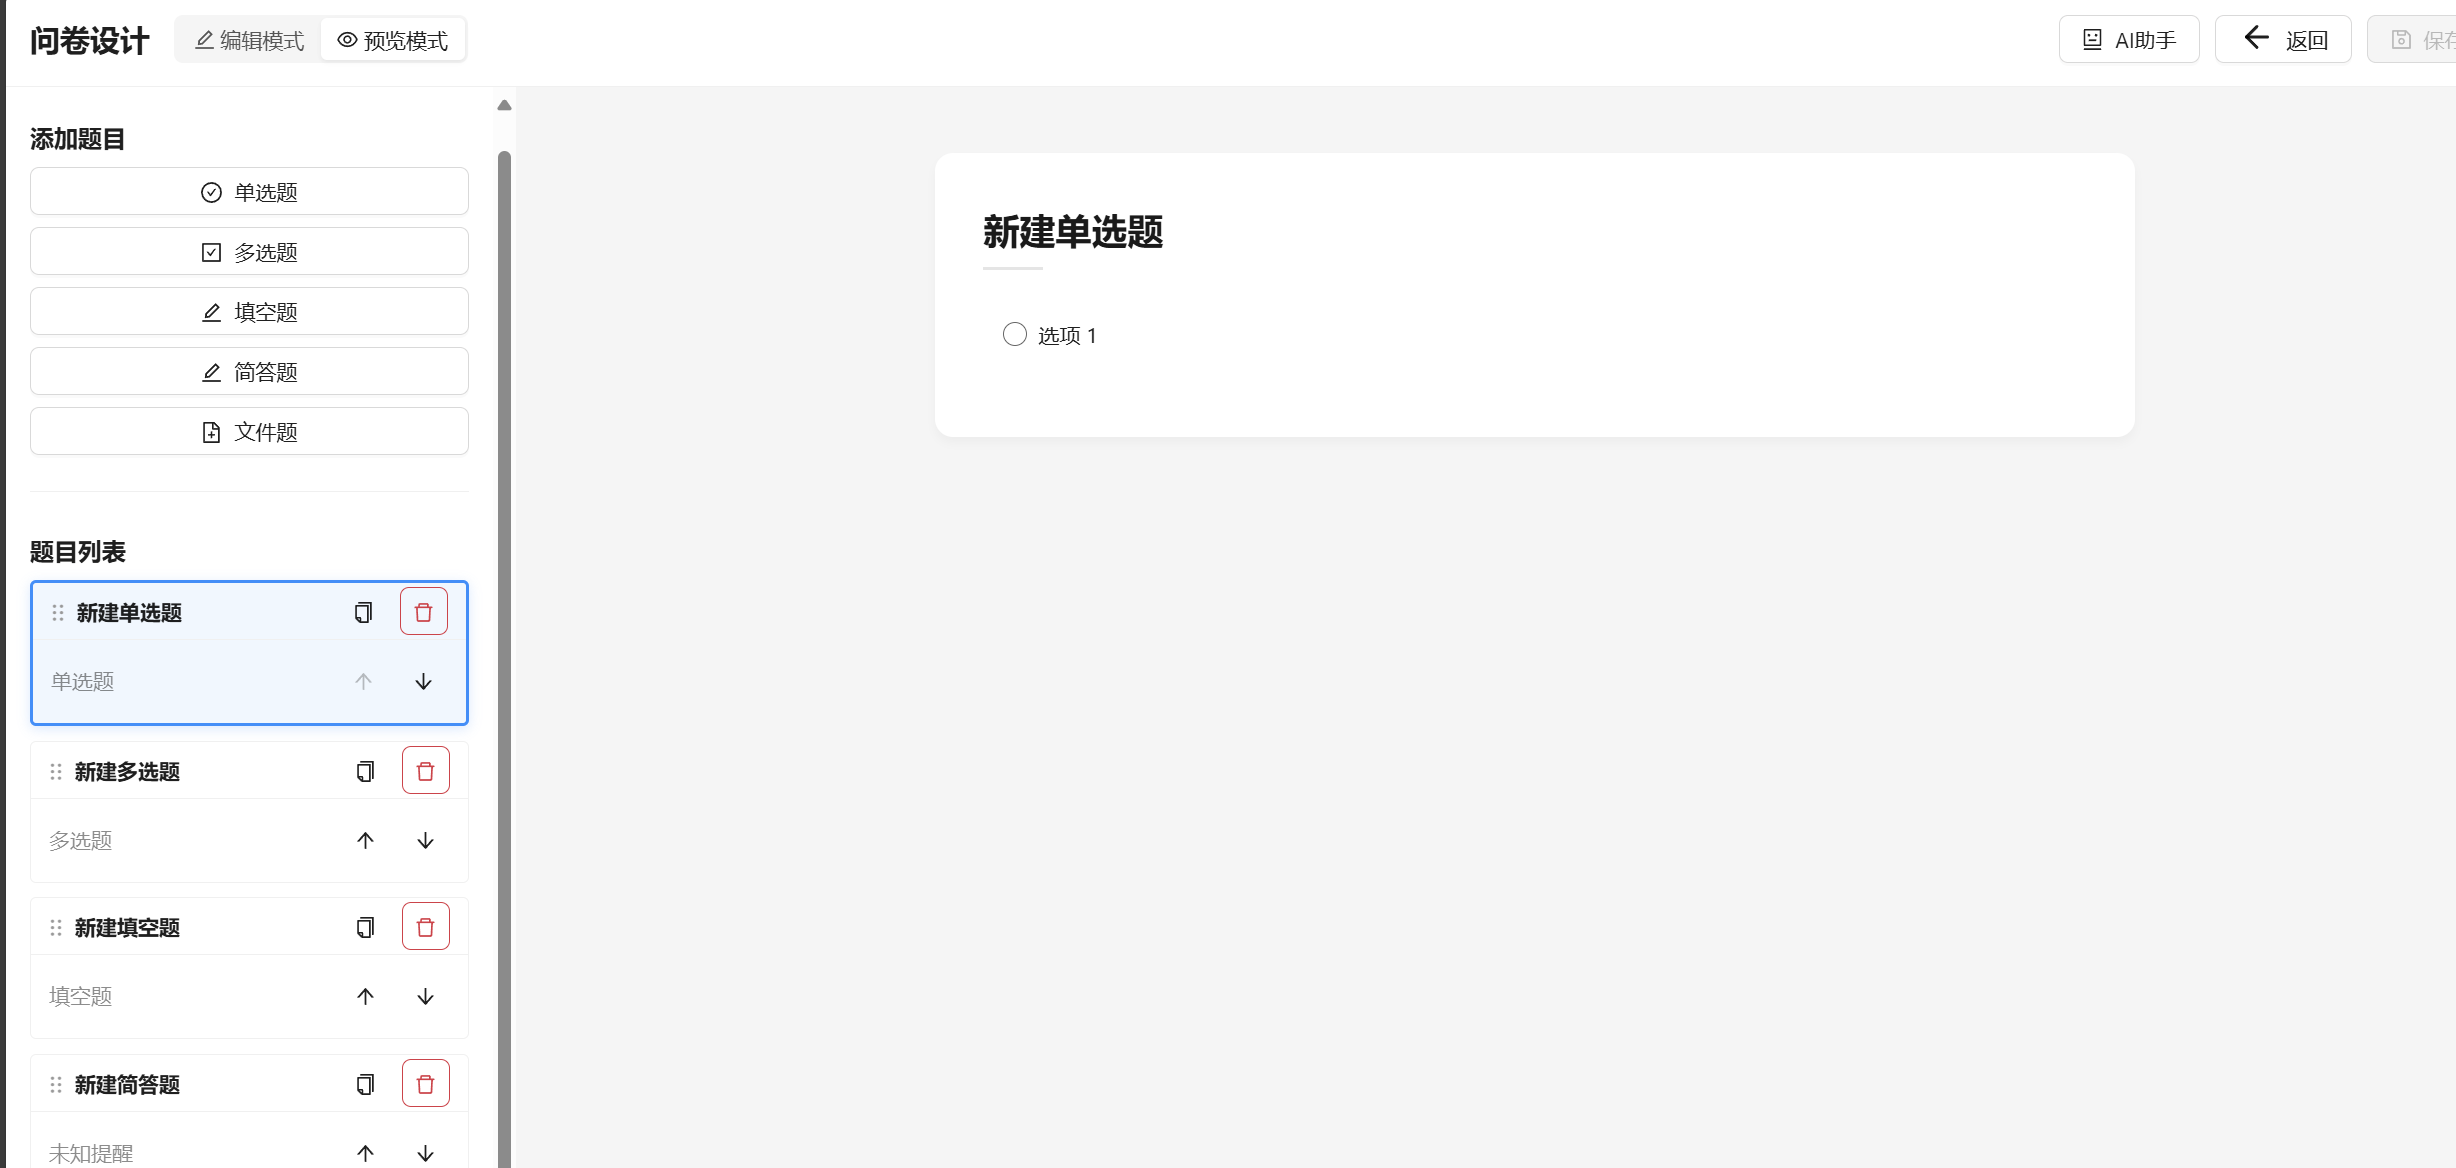 问卷设计
编辑模式
预览模式
AI助手
返回
保存
添加题目
单选题
多选题
填空题
简答题
文件题
题目列表
新建单选题
单选题
新建多选题
多选题
新建填空题
填空题
新建简答题
未知提醒
新建单选题
选项 1